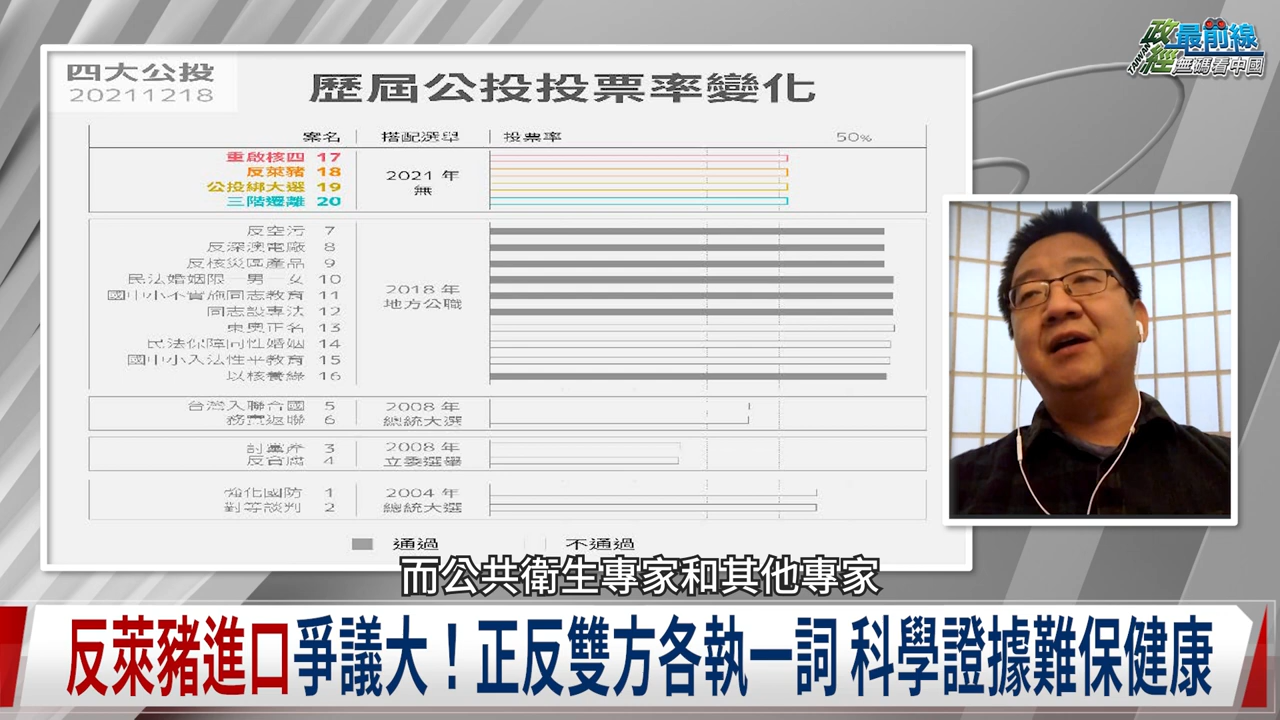 政經最前線
無碼看中國
四大公投
20211218
歷屆公投投票率變化
案名 搭配選舉 投票率 50%
重啟核四 17
反萊豬 18
公投綁大選 19
三階遷離 20
2021 年
無
反空污 7
反深澳電廠 8
反核災區產品 9
民法婚姻限一男一女 10
國中小不實施同志教育 11
同志設專法 12
東奧正名 13
民法保障同性婚姻 14
國中小入法性平教育 15
以核養綠 16
2018 年
地方公職
台灣入聯合國 5
務實返聯 6
2008 年
總統大選
討黨產 3
反貪腐 4
2008 年
立委選舉
強化國防 1
對等談判 2
2004 年
總統大選
通過 不通過
而公共衛生專家和其他專家
反萊豬進口爭議大！正反雙方各執一詞 科學證據難保健康